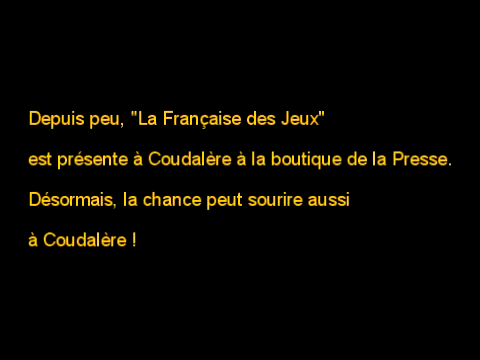 Depuis peu, "La Française des Jeux"
est présente à Coudalère à la boutique de la Presse.
Désormais, la chance peut sourire aussi
à Coudalère !